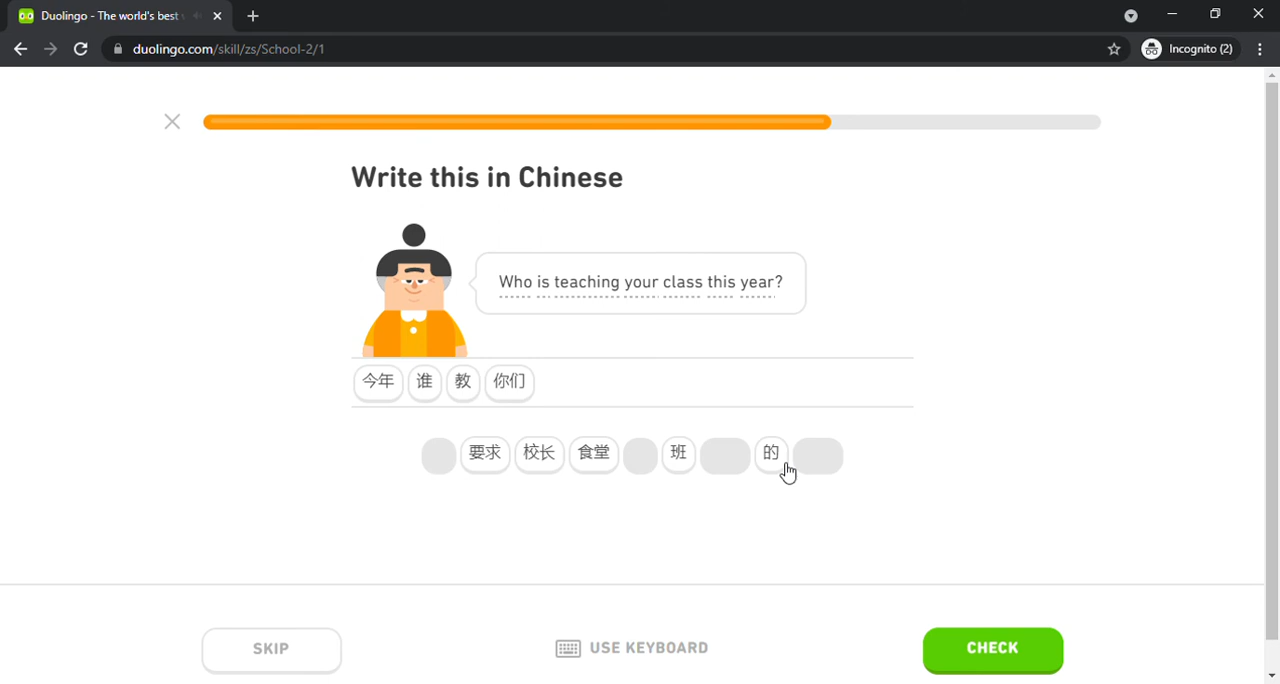 Duolingo - The world's best
duolingo.com/skill/zs/School-2/1
Incognito (2)
Write this in Chinese
Who is teaching your class this year?
今年 谁 教 你们
要求 校长 食堂 班 的
SKIP
USE KEYBOARD
CHECK